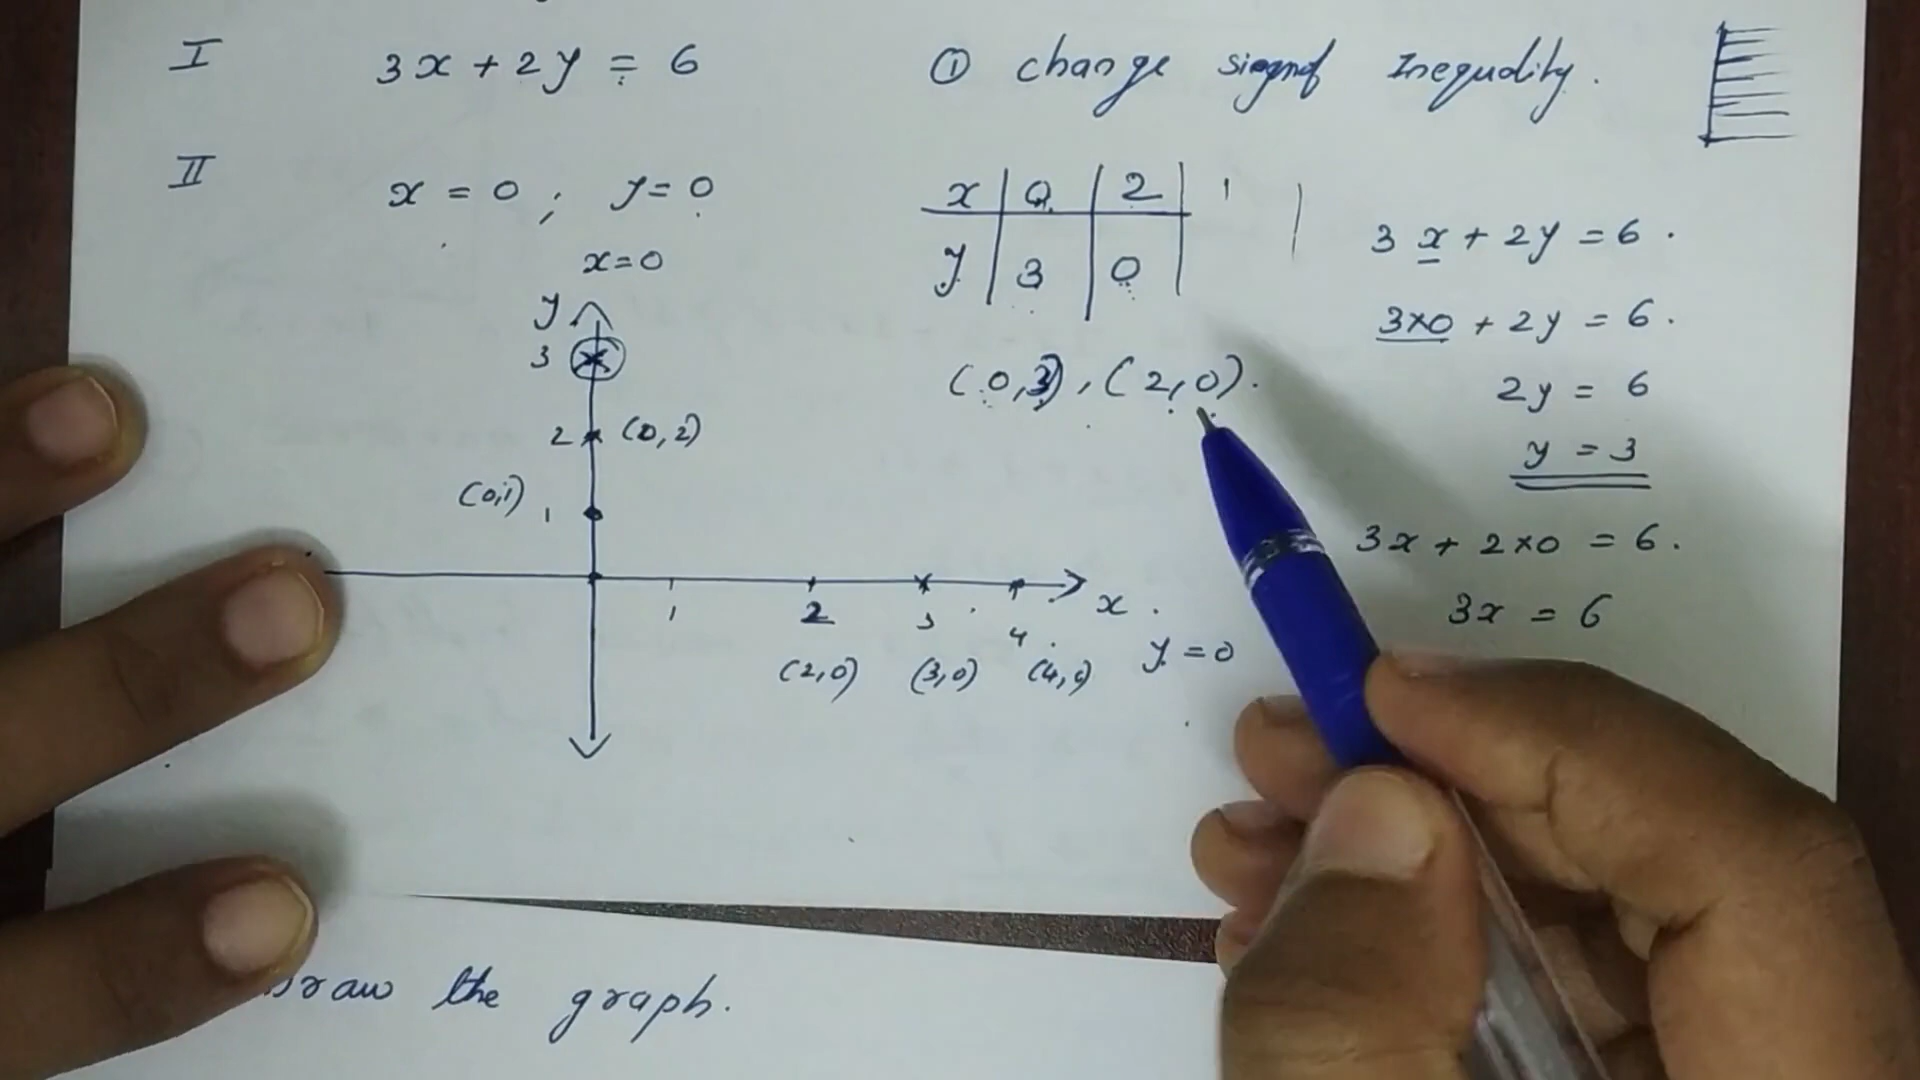 I 3x + 2y = 6
① change sign of Inequality.
II x = 0 ; y = 0
x 0 2
y 3 0
(0,3), (2,0).
3x + 2y = 6.
3×0 + 2y = 6.
2y = 6
y = 3
3x + 2×0 = 6.
3x = 6
x=0
y
3
2 (0,2)
(0,1) 1
1 2 3 4 x.
(2,0) (3,0) (4,0) y = 0
Draw the graph.